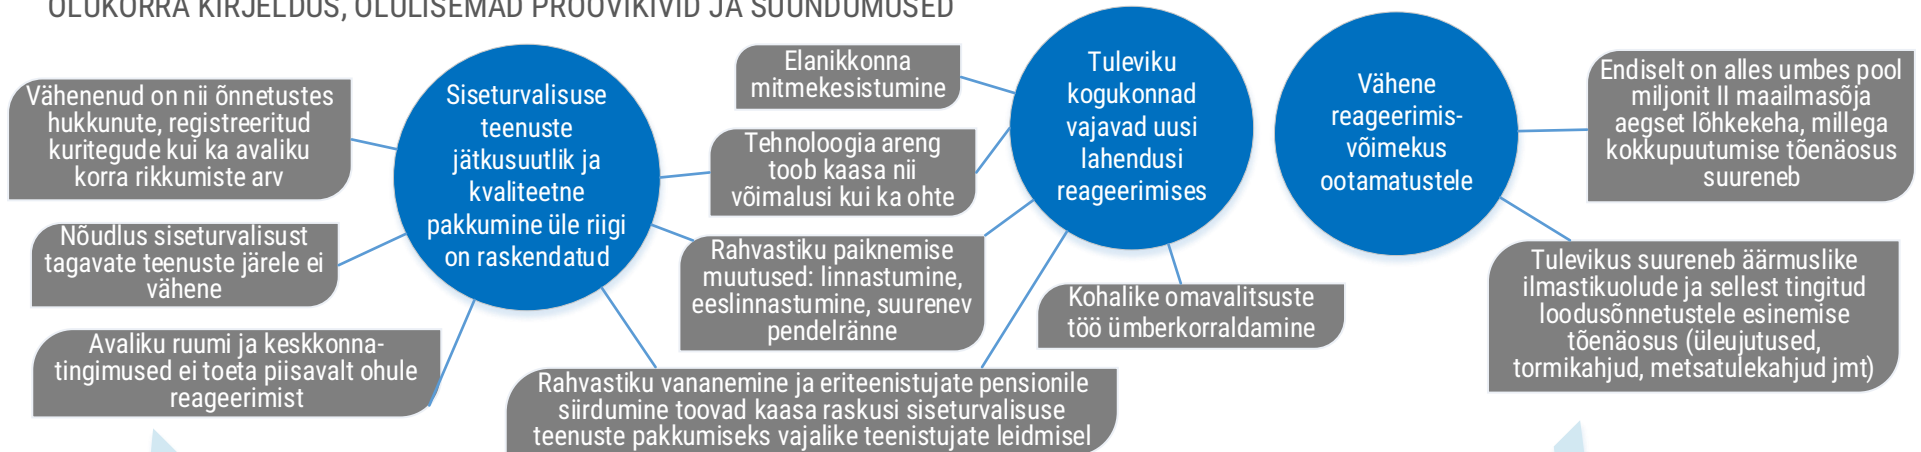 OLUKORRA KIRJELDUS, OLULISEMAD PROOVIKIVID JA SUUNDUMUSED
Vähenenud on nii õnnetustes
hukkunute, registreeritud
kuritegude kui ka avaliku
korra rikkumiste arv
Nõudlus siseturvalisust
tagavate teenuste järele ei
vähene
Avaliku ruumi ja keskkonna-
tingimused ei toeta piisavalt ohule
reageerimist
Siseturvalisuse
teenuste
jätkusuutlik ja
kvaliteetne
pakkumine üle riigi
on raskendatud
Elanikkonna
mitmekesistumine
Tehnoloogia areng
toob kaasa nii
võimalusi kui ka ohte
Rahvastiku paiknemise
muutused: linnastumine,
eeslinnastumine, suurenev
pendelränne
Rahvastiku vananemine ja eriteenistujate pensionile
siirdumine toovad kaasa raskusi siseturvalisuse
teenuste pakkumiseks vajalike teenistujate leidmisel
Tuleviku
kogukonnad
vajavad uusi
lahendusi
reageerimises
Kohalike omavalitsuste
töö ümberkorraldamine
Vähene
reageerimis-
võimekus
ootamatustele
Endiselt on alles umbes pool
miljonit II maailmasõja
aegset lõhkekeha, millega
kokkupuutumise tõenäosus
suureneb
Tulevikus suureneb äärmuslike
ilmastikuolude ja sellest tingitud
loodusõnnetustele esinemise
tõenäosus (üleujutused,
tormikahjud, metsatulekahjud jmt)